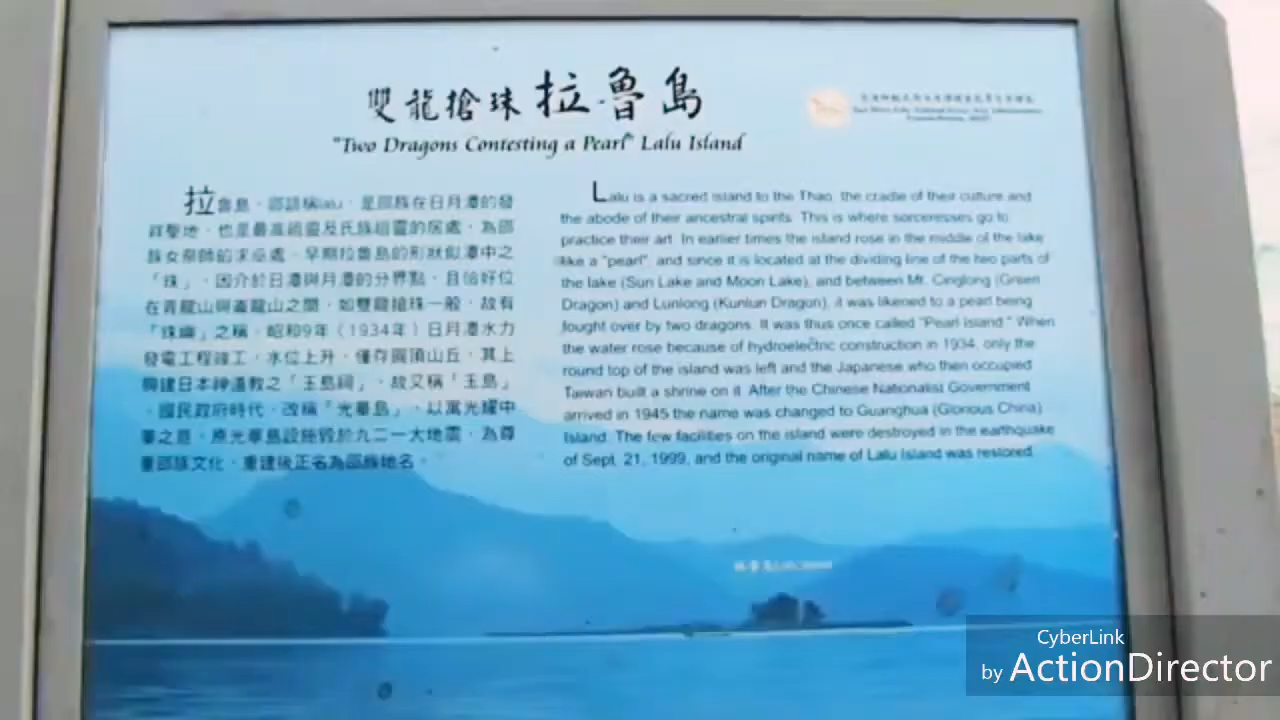 雙龍搶珠 拉魯島
"Two Dragons Contesting a Pearl" Lalu Island
拉魯島，邵語稱lalu，是邵族在日月潭的發
祥聖地，也是最高祖靈及氏族祖靈的居處，為邵
族女祭師的求巫處。早期拉魯島的形狀似潭中之
「珠」，因介於日潭與月潭的分界點，且恰好位
在青龍山與崙龍山之間，如雙龍搶珠一般，故有
「珠嶼」之稱。昭和9年（1934年）日月潭水力
發電工程竣工，水位上升，僅存圓頂山丘，其上
興建日本神道教之「玉島祠」，故又稱「玉島」
。國民政府時代，改稱「光華島」，以寓光耀中
華之意。原光華島設施毀於九二一大地震，為尊
重邵族文化，重建後正名為邵族地名。
Lalu is a sacred island to the Thao, the cradle of their culture and
the abode of their ancestral spirits. This is where sorceresses go to
practice their art. In earlier times the island rose in the middle of the lake
like a "pearl", and since it is located at the dividing line of the two parts of
the lake (Sun Lake and Moon Lake), and between Mt. Cinglong (Green
Dragon) and Lunlong (Kunlun Dragon), it was likened to a pearl being
fought over by two dragons. It was thus once called "Pearl Island." When
the water rose because of hydroelectric construction in 1934, only the
round top of the island was left and the Japanese who then occupied
Taiwan built a shrine on it. After the Chinese Nationalist Government
arrived in 1945 the name was changed to Guanghua (Glorious China)
Island. The few facilities on the island were destroyed in the earthquake
of Sept. 21, 1999, and the original name of Lalu Island was restored.
拉魯島Lalu Island
CyberLink
by ActionDirector